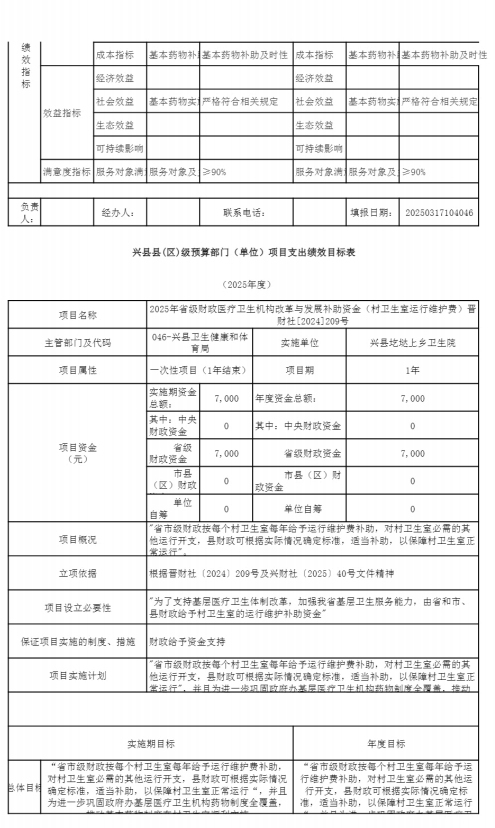 绩效指标
成本指标 基本药物补 基本药物补助及时性 成本指标 基本药物补 基本药物补助及时性
效益指标
经济效益 经济效益
社会效益 基本药物实 严格符合相关规定 社会效益 基本药物实 严格符合相关规定
生态效益 生态效益
可持续影响 可持续影响
满意度指标 服务对象满 服务对象及 ≥90% 服务对象满 服务对象及 ≥90%
负责人： 经办人： 联系电话： 填报日期： 20250317104046
兴县县(区)级预算部门（单位）项目支出绩效目标表
（2025年度）
项目名称 2025年省级财政医疗卫生机构改革与发展补助资金（村卫生室运行维护费）晋
财社[2024]209号
主管部门及代码 046-兴县卫生健康和体
育局 实施单位 兴县圪垯上乡卫生院
项目属性 一次性项目（1年结束） 项目期 1年
项目资金
（元）
实施期资金
总额： 7,000 年度资金总额： 7,000
其中：中央
财政资金 0 其中：中央财政资金 0
省级
财政资金 7,000 省级财政资金 7,000
市县
（区）财政 0 市县（区）财
政资金 0
单位
自筹 0 单位自筹 0
项目概况 "省市级财政按每个村卫生室每年给予运行维护费补助，对村卫生室必需的其
他运行开支，县财政可根据实际情况确定标准，适当补助，以保障村卫生室正
常运行"。
立项依据 根据晋财社〔2024〕209号及兴财社〔2025〕40号文件精神
项目设立必要性 "为了支持基层医疗卫生体制改革，加强我省基层卫生服务能力，由省和市、
县财政给予村卫生室的运行维护补助资金"
保证项目实施的制度、措施 财政给予资金支持
项目实施计划 "省市级财政按每个村卫生室每年给予运行维护费补助，对村卫生室必需的其
他运行开支，县财政可根据实际情况确定标准，适当补助，以保障村卫生室正
常运行"，并且为进一步巩固政府办基层医疗卫生机构药物制度全覆盖，推动
实施期目标 年度目标
总体目标
“省市级财政按每个村卫生室每年给予运行维护费补助，
对村卫生室必需的其他运行开支，县财政可根据实际情况
确定标准，适当补助，以保障村卫生室正常运行“，并且
为进一步巩固政府办基层医疗卫生机构药物制度全覆盖，
“省市级财政按每个村卫生室每年给予运
行维护费补助，对村卫生室必需的其他运
行开支，县财政可根据实际情况确定标
准，适当补助，以保障村卫生室正常运行